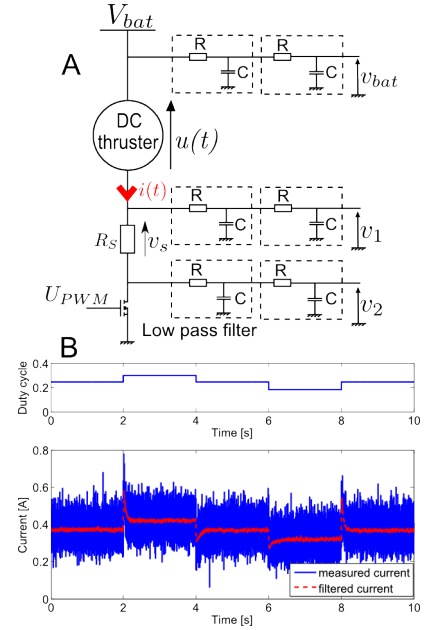 V_bat
A
R
C
R
C
v_bat
DC
thruster
u(t)
i(t)
R
C
R
C
v_1
R_S
v_s
R
C
R
C
v_2
U_PWM
Low pass filter
B
Duty cycle
0.4
0.2
0
0
2
4
6
8
10
Time [s]
Current [A]
0.8
0.6
0.4
0.2
0
0
2
4
6
8
10
Time [s]
measured current
filtered current